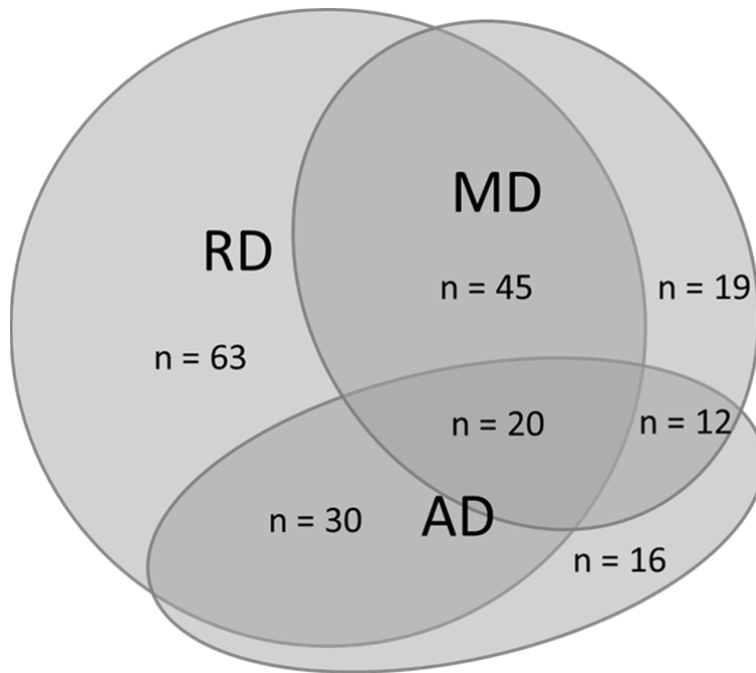 MD
RD
n = 45
n = 19
n = 63
n = 20
n = 12
n = 30
AD
n = 16